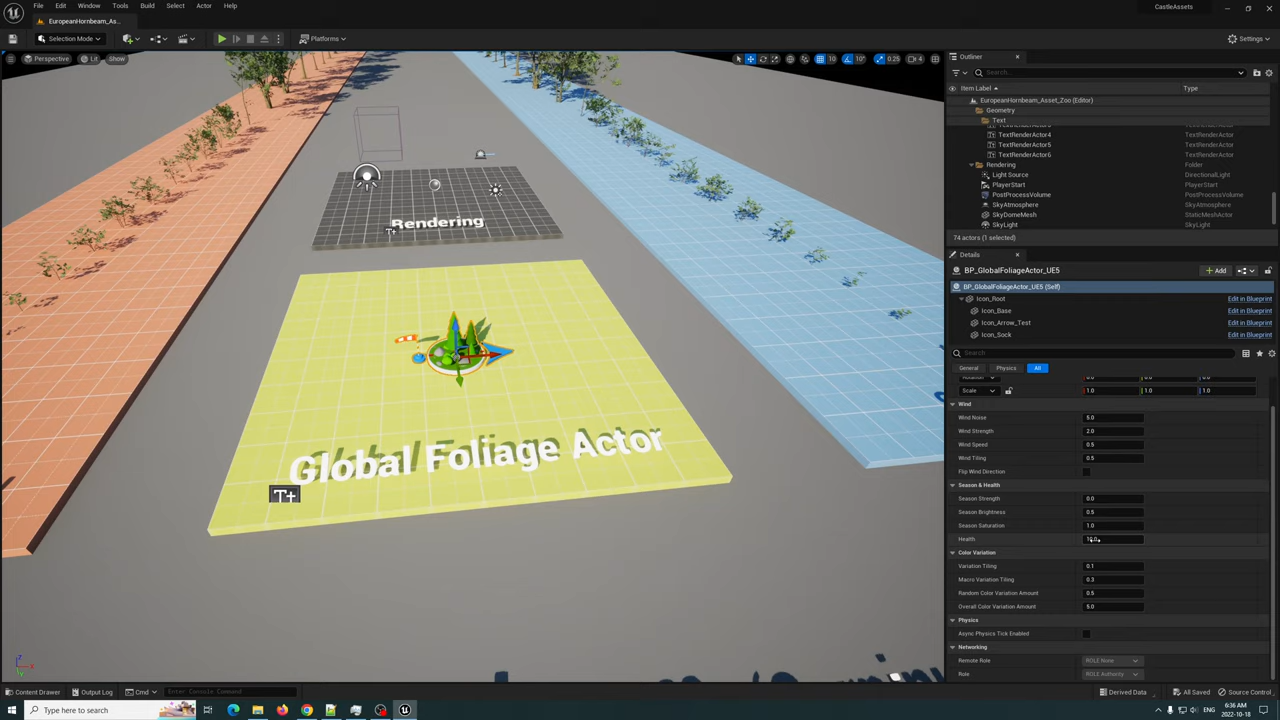 File Edit Window Tools Build Select Actor Help
CastleAssets
EuropeanHornbeam_As...
Selection Mode
Platforms
Settings
Perspective Lit Show
10 10° 0.25 4
Outliner
Search...
Item Label Type
EuropeanHornbeam_Asset_Zoo (Editor)
Geometry
Text
TextRenderActor4 TextRenderActor
TextRenderActor5 TextRenderActor
TextRenderActor6 TextRenderActor
Rendering Folder
Light Source DirectionalLight
PlayerStart PlayerStart
PostProcessVolume PostProcessVolume
SkyAtmosphere SkyAtmosphere
SkyDomeMesh StaticMeshActor
SkyLight SkyLight
74 actors (1 selected)
Details
BP_GlobalFoliageActor_UE5
Add
BP_GlobalFoliageActor_UE5 (Self)
Icon_Root Edit in Blueprint
Icon_Base Edit in Blueprint
Icon_Arrow_Test Edit in Blueprint
Icon_Sock Edit in Blueprint
Search
General Physics All
Scale 1.0 1.0 1.0
Wind
Wind Noise 5.0
Wind Strength 2.0
Wind Speed 0.5
Wind Tiling 0.5
Flip Wind Direction
Season & Health
Season Strength 0.0
Season Brightness 0.5
Season Saturation 1.0
Health
Color Variation
Variation Tiling 0.1
Macro Variation Tiling 0.3
Random Color Variation Amount 0.5
Overall Color Variation Amount 5.0
Physics
Async Physics Tick Enabled
Networking
Remote Role ROLE None
Role ROLE Authority
Rendering
T+
Global Foliage Actor
T+
Z
X
Content Drawer Output Log Cmd Enter Console Command
Derived Data All Saved Source Control
Type here to search
ENG
6:36 AM
2022-10-18